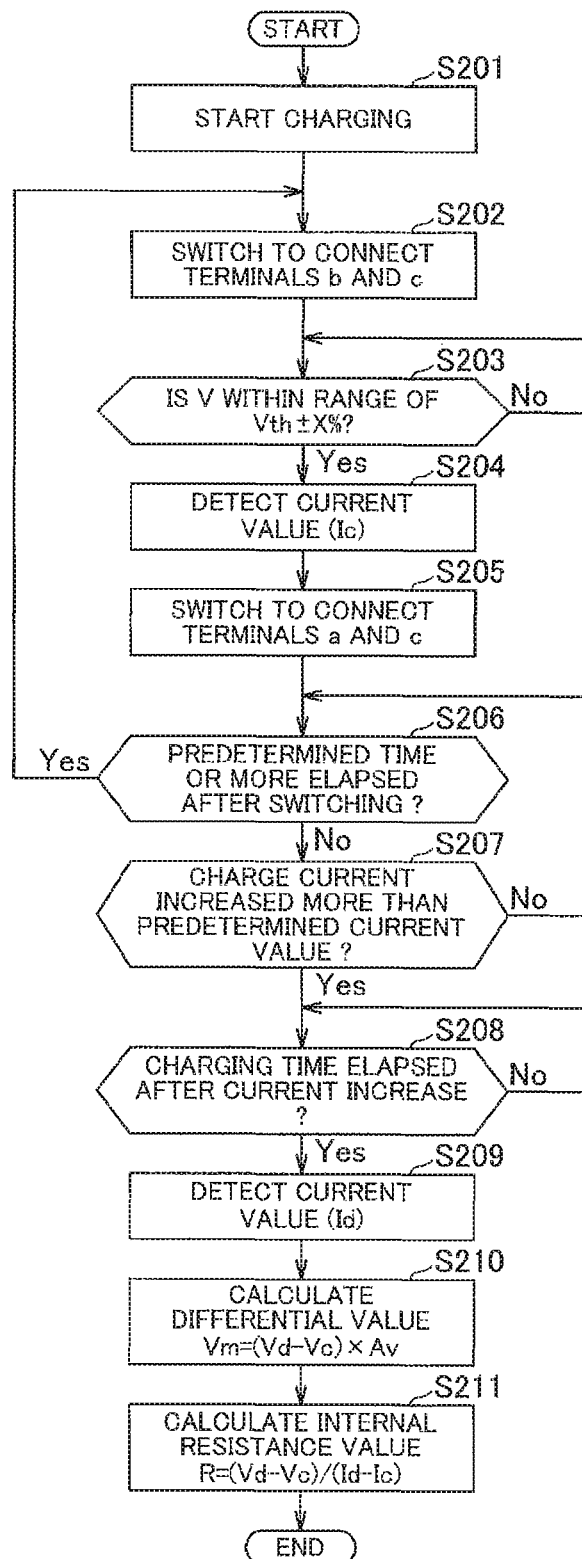 START
S201
START CHARGING
S202
SWITCH TO CONNECT
TERMINALS b AND c
S203
IS V WITHIN RANGE OF
Vth±X%?
No
Yes
S204
DETECT CURRENT
VALUE (Ic)
S205
SWITCH TO CONNECT
TERMINALS a AND c
S206
Yes
PREDETERMINED TIME
OR MORE ELAPSED
AFTER SWITCHING ?
No
S207
CHARGE CURRENT
INCREASED MORE THAN
PREDETERMINED CURRENT
VALUE ?
No
Yes
S208
CHARGING TIME ELAPSED
AFTER CURRENT INCREASE
?
No
Yes
S209
DETECT CURRENT
VALUE (Id)
S210
CALCULATE
DIFFERENTIAL VALUE
Vm=(Vd-Vc)×Av
S211
CALCULATE INTERNAL
RESISTANCE VALUE
R=(Vd-Vc)/(Id-Ic)
END